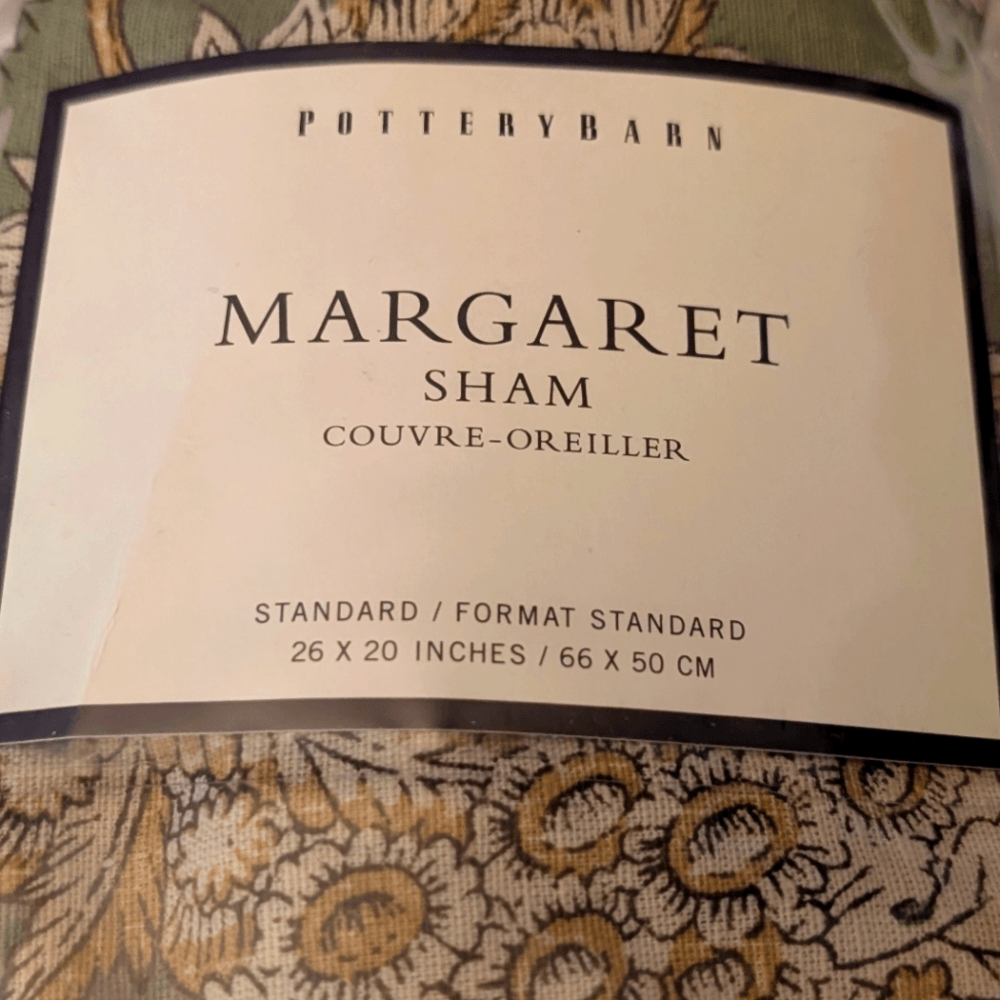 POTTERYBARN
MARGARET
SHAM
COUVRE-OREILLER
STANDARD / FORMAT STANDARD
26 X 20 INCHES / 66 X 50 CM